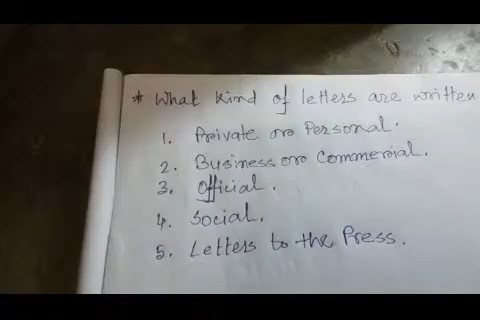 * What kind of letters are written
1. Private or Personal.
2. Business or Commercial.
3. Official.
4. Social.
5. Letters to the Press.